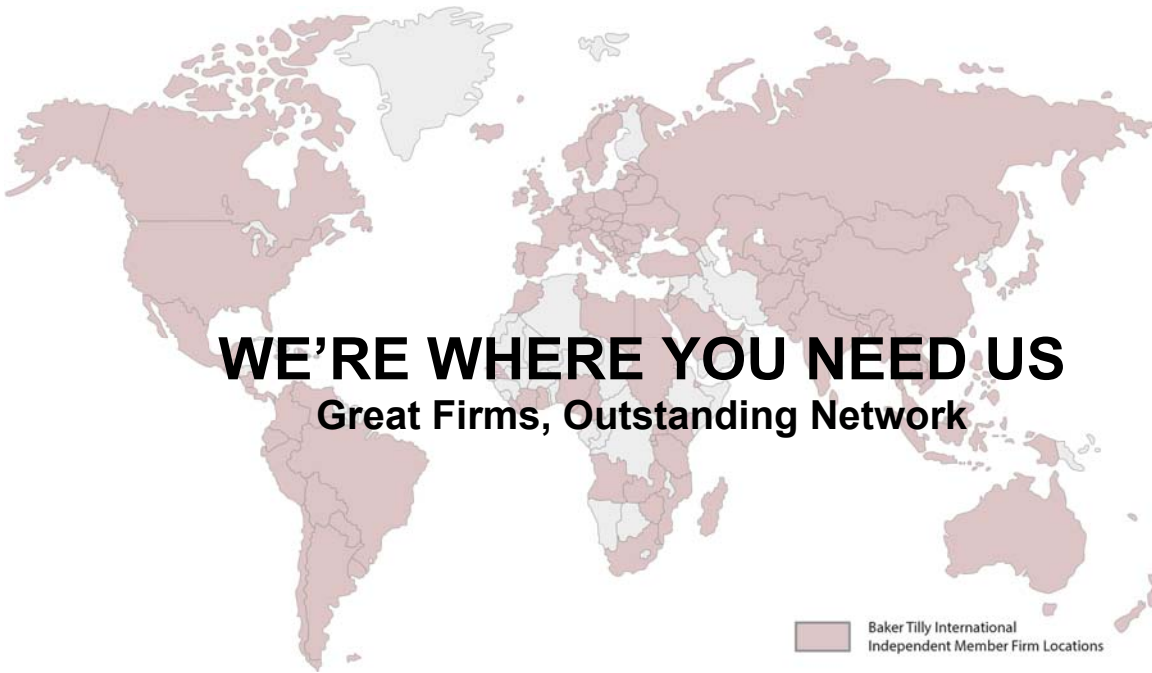 WE’RE WHERE YOU NEED US
Great Firms, Outstanding Network
Baker Tilly International
Independent Member Firm Locations